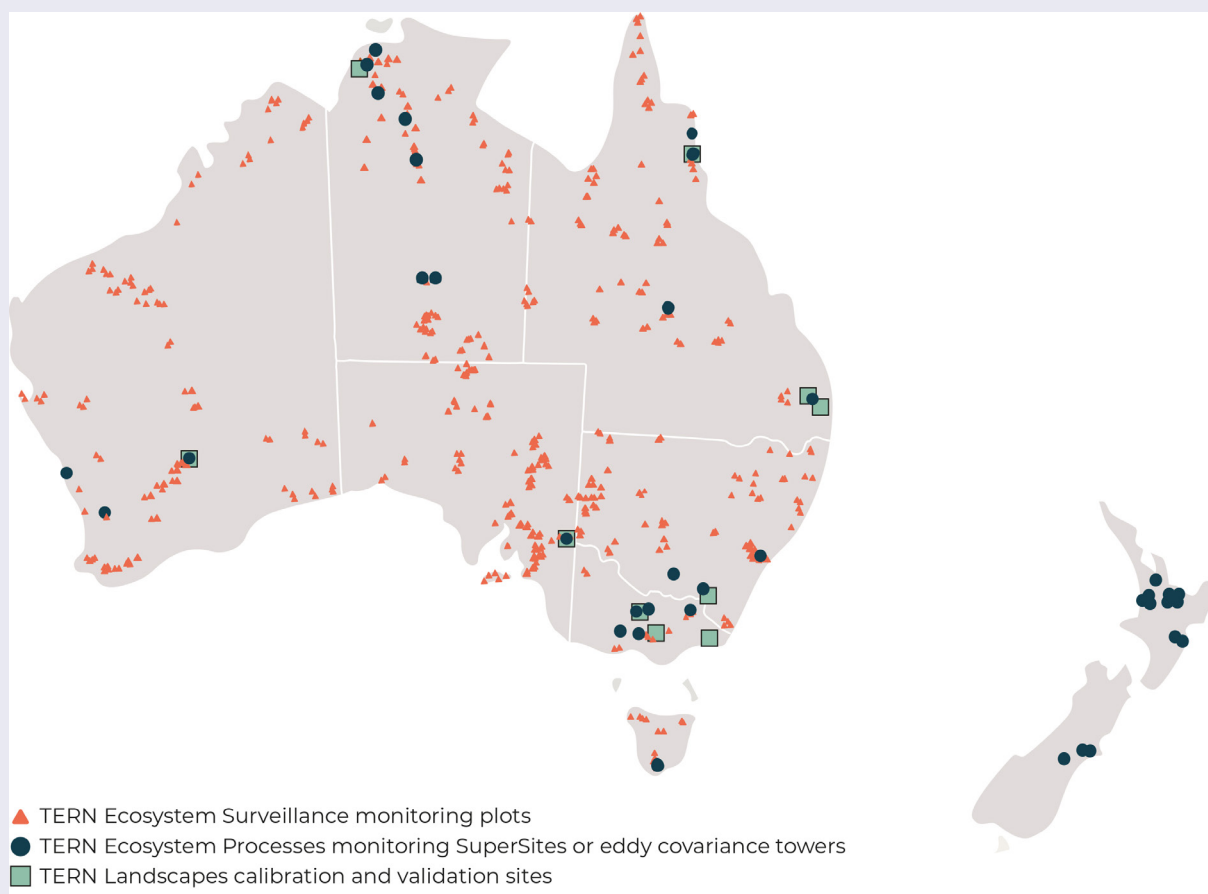 TERN Ecosystem Surveillance monitoring plots
TERN Ecosystem Processes monitoring SuperSites or eddy covariance towers
TERN Landscapes calibration and validation sites